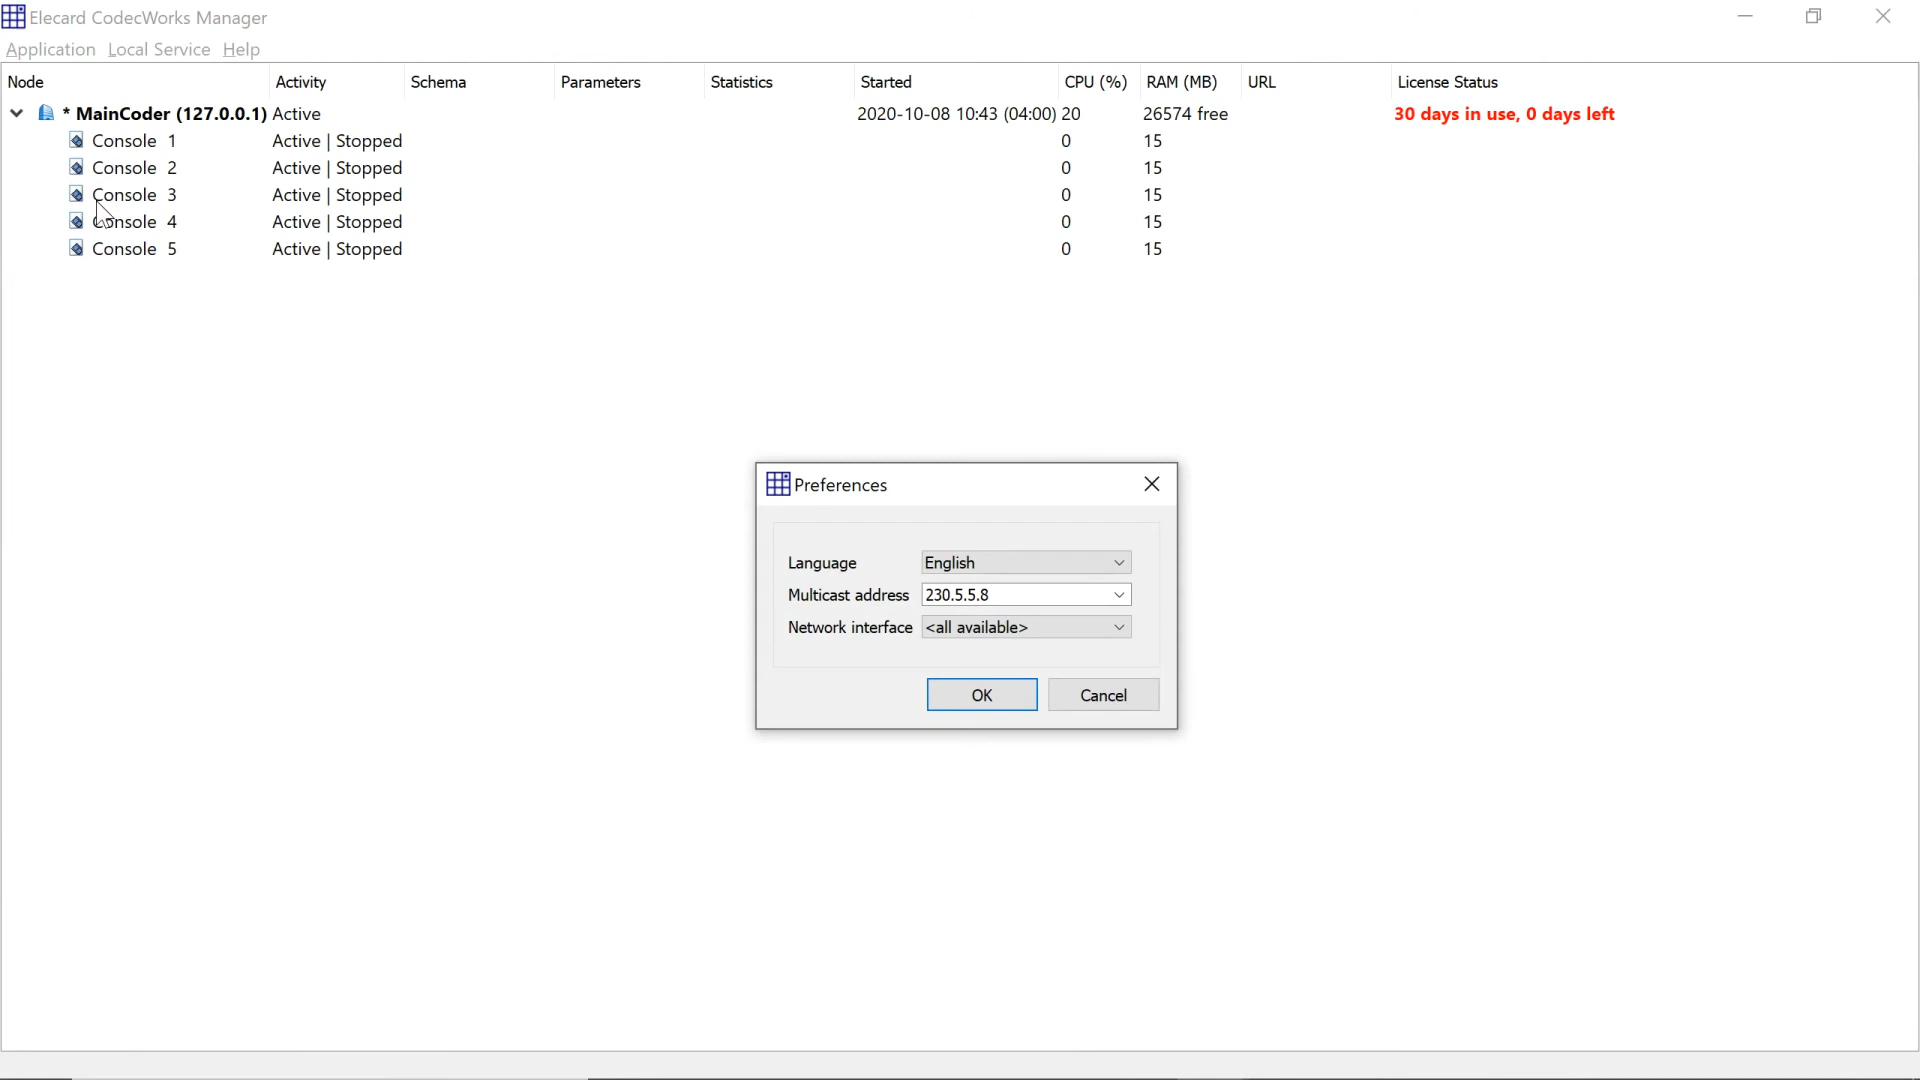 Elecard CodecWorks Manager
Application Local Service Help
Node Activity Schema Parameters Statistics Started CPU (%) RAM (MB) URL License Status
* MainCoder (127.0.0.1) Active 2020-10-08 10:43 (04:00) 20 26574 free 30 days in use, 0 days left
Console 1 Active | Stopped 0 15
Console 2 Active | Stopped 0 15
Console 3 Active | Stopped 0 15
Console 4 Active | Stopped 0 15
Console 5 Active | Stopped 0 15
Preferences
Language English
Multicast address 230.5.5.8
Network interface <all available>
OK Cancel